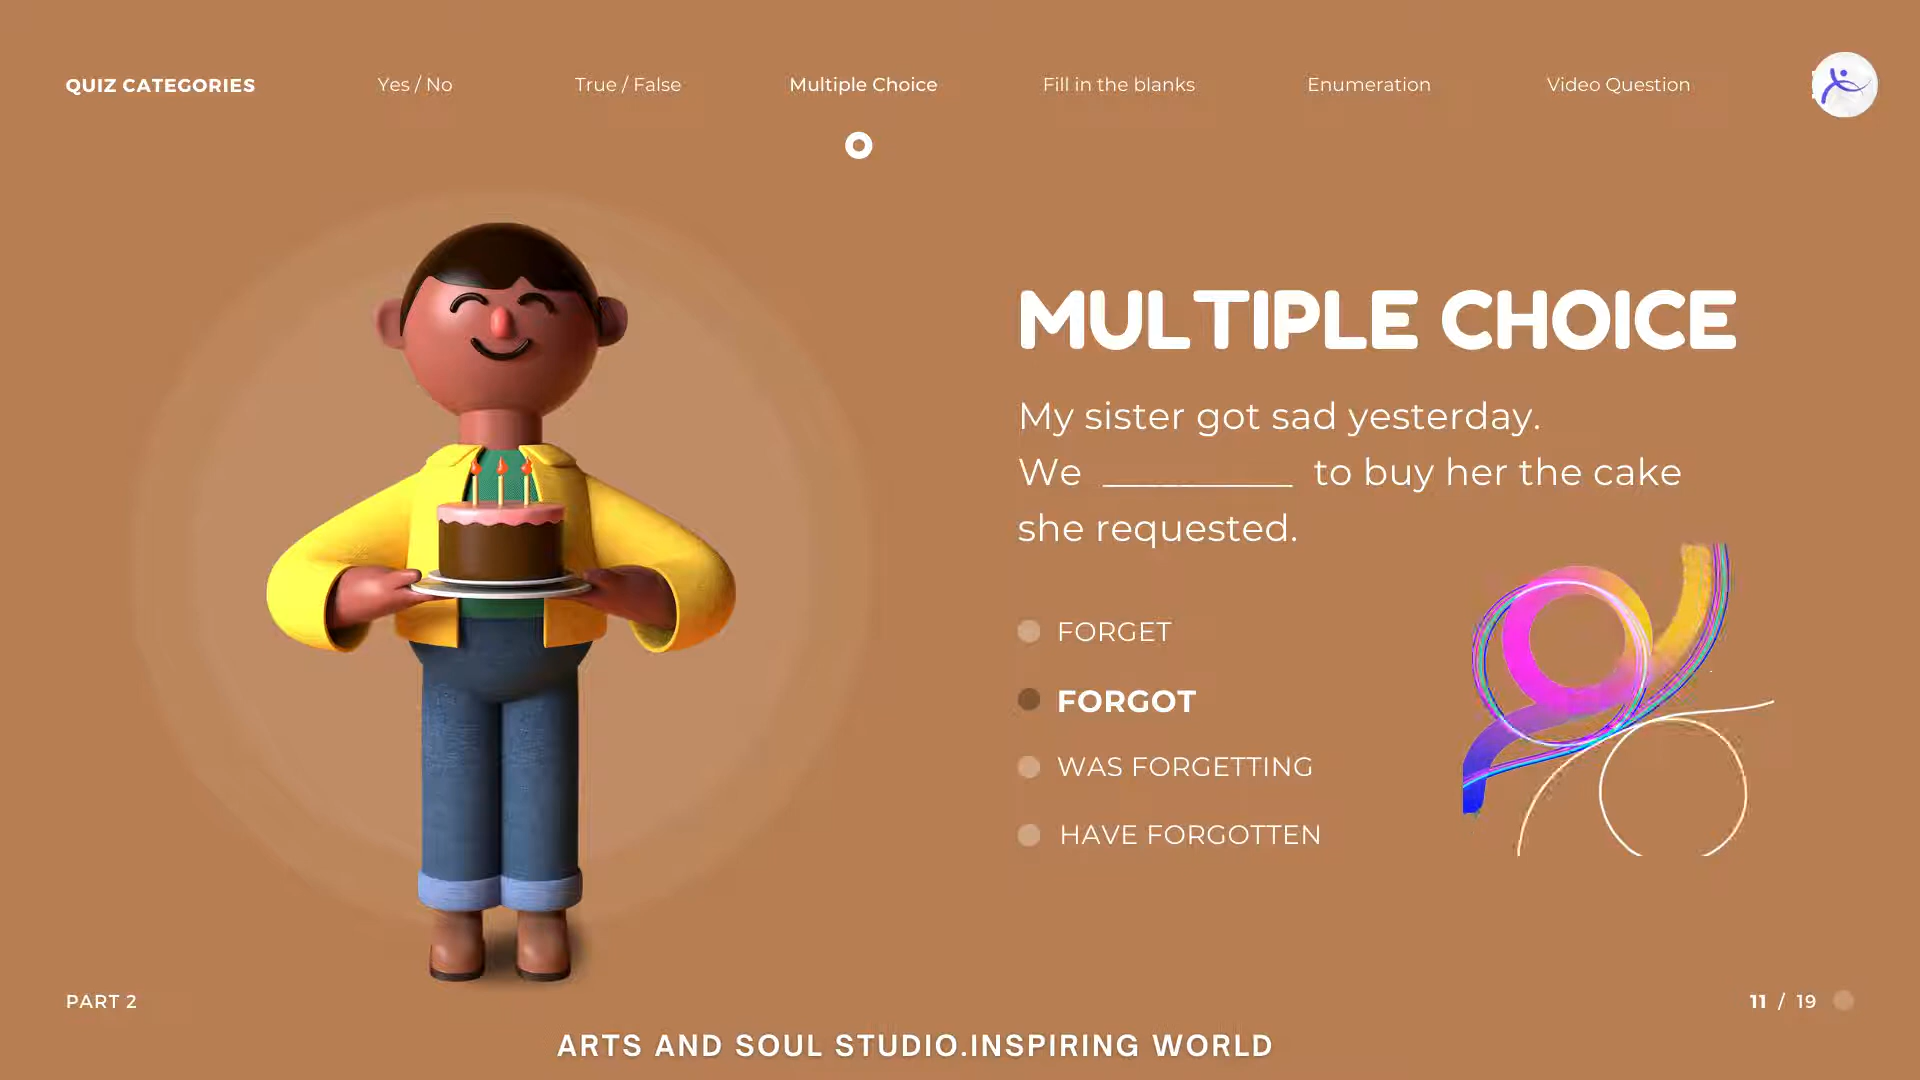 QUIZ CATEGORIES Yes / No True / False Multiple Choice Fill in the blanks Enumeration Video Question
MULTIPLE CHOICE
My sister got sad yesterday.
We __________ to buy her the cake
she requested.
FORGET
FORGOT
WAS FORGETTING
HAVE FORGOTTEN
PART 2
11 / 19
ARTS AND SOUL STUDIO.INSPIRING WORLD